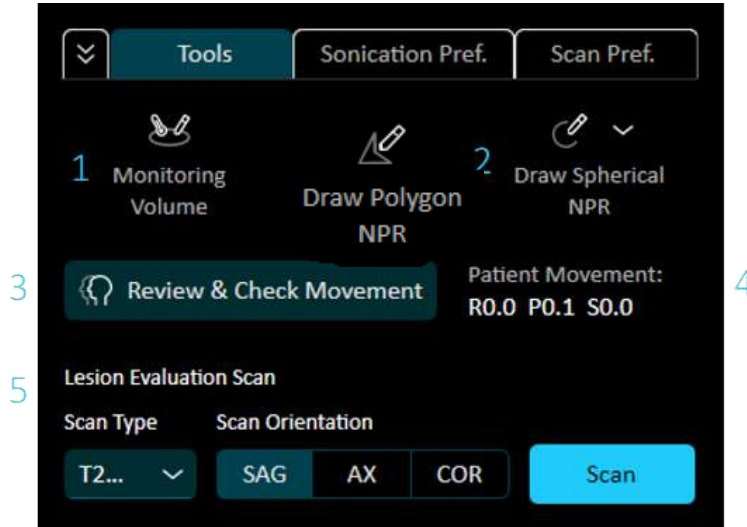 Tools Sonication Pref. Scan Pref.
1 Monitoring Volume
Draw Polygon NPR
2 Draw Spherical NPR
3 Review & Check Movement
Patient Movement:
R0.0 P0.1 S0.0
4
5 Lesion Evaluation Scan
Scan Type Scan Orientation
T2... SAG AX COR Scan